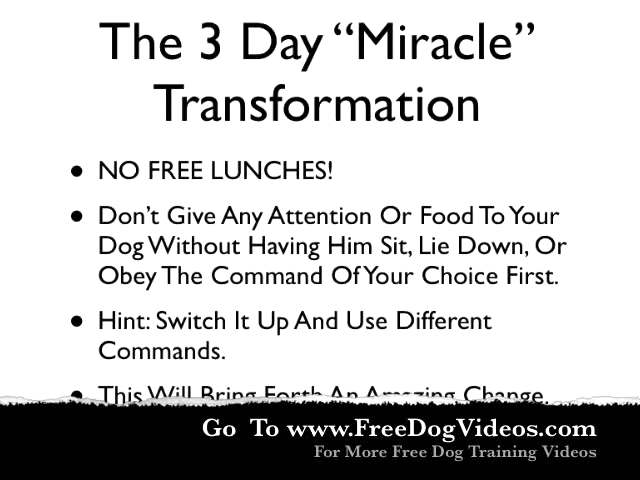 The 3 Day “Miracle”
Transformation
• NO FREE LUNCHES!
• Don’t Give Any Attention Or Food To Your
Dog Without Having Him Sit, Lie Down, Or
Obey The Command Of Your Choice First.
• Hint: Switch It Up And Use Different
Commands.
• This Will Bring Forth An Amazing Change.
Go To www.FreeDogVideos.com
For More Free Dog Training Videos